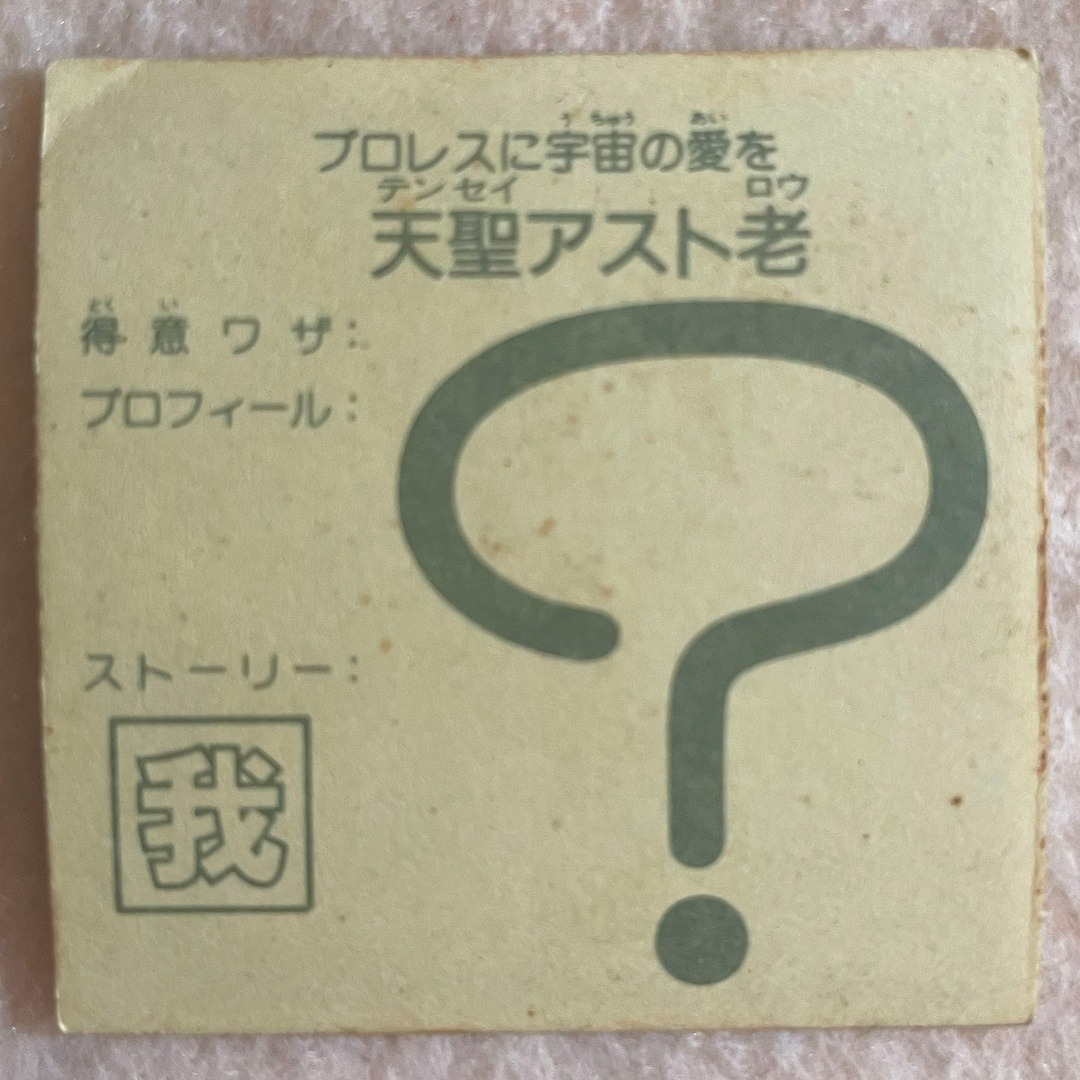 プロレスに宇宙の愛を
天聖アスト老
得意ワザ：
プロフィール：
ストーリー：
我